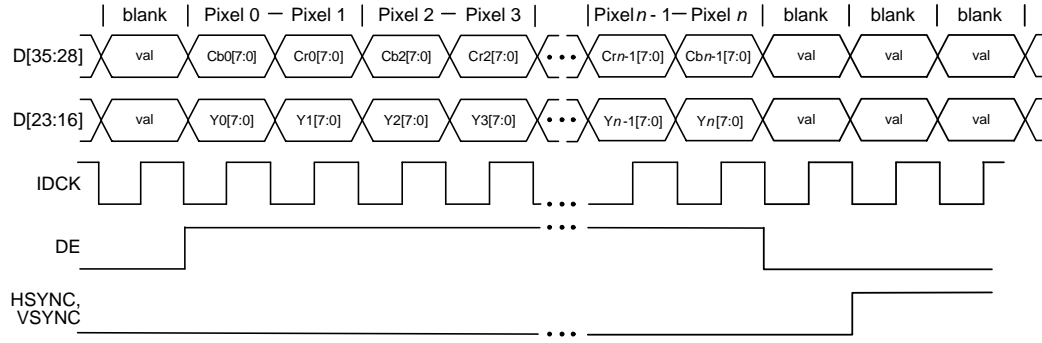 blank Pixel 0 — Pixel 1 Pixel 2 — Pixel 3 Pixel n - 1 — Pixel n blank blank blank
D[35:28] val Cb0[7:0] Cr0[7:0] Cb2[7:0] Cr2[7:0] ••• Crn-1[7:0] Cbn-1[7:0] val val val
D[23:16] val Y0[7:0] Y1[7:0] Y2[7:0] Y3[7:0] ••• Yn-1[7:0] Yn[7:0] val val val
IDCK •••
DE •••
HSYNC,
VSYNC •••